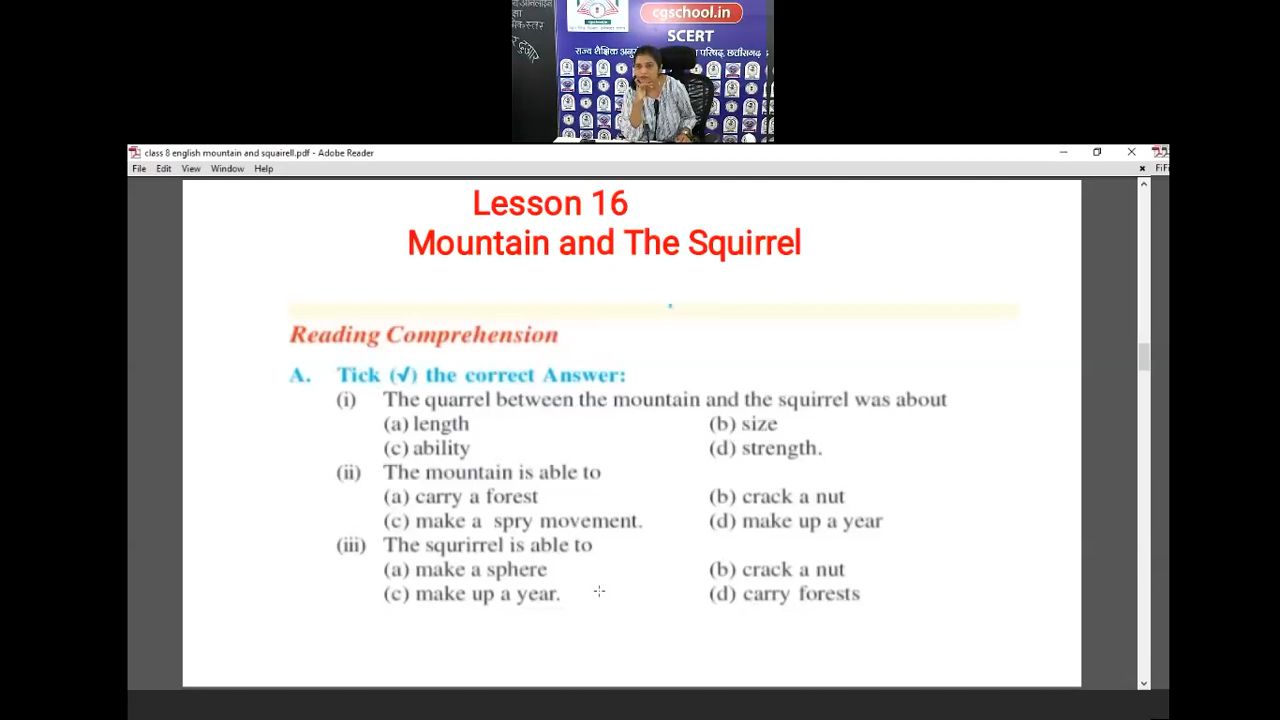 cgschool.in
SCERT
class 8 english mountain and squairell.pdf - Adobe Reader
File Edit View Window Help
Lesson 16
Mountain and The Squirrel
Reading Comprehension
A. Tick (√) the correct Answer:
(i) The quarrel between the mountain and the squirrel was about
(a) length (b) size
(c) ability (d) strength.
(ii) The mountain is able to
(a) carry a forest (b) crack a nut
(c) make a spry movement. (d) make up a year
(iii) The squrirrel is able to
(a) make a sphere (b) crack a nut
(c) make up a year. (d) carry forests